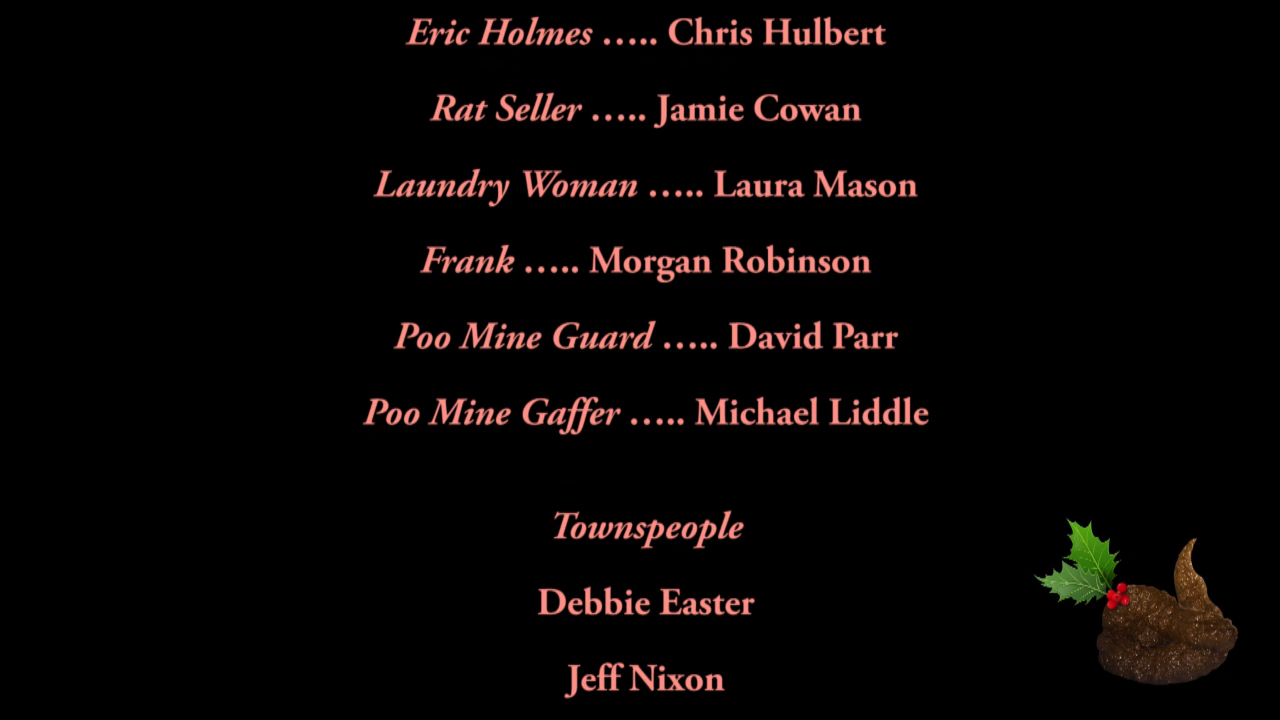 Eric Holmes ..... Chris Hulbert
Rat Seller ..... Jamie Cowan
Laundry Woman ..... Laura Mason
Frank ..... Morgan Robinson
Poo Mine Guard ..... David Parr
Poo Mine Gaffer ..... Michael Liddle
Townspeople
Debbie Easter
Jeff Nixon